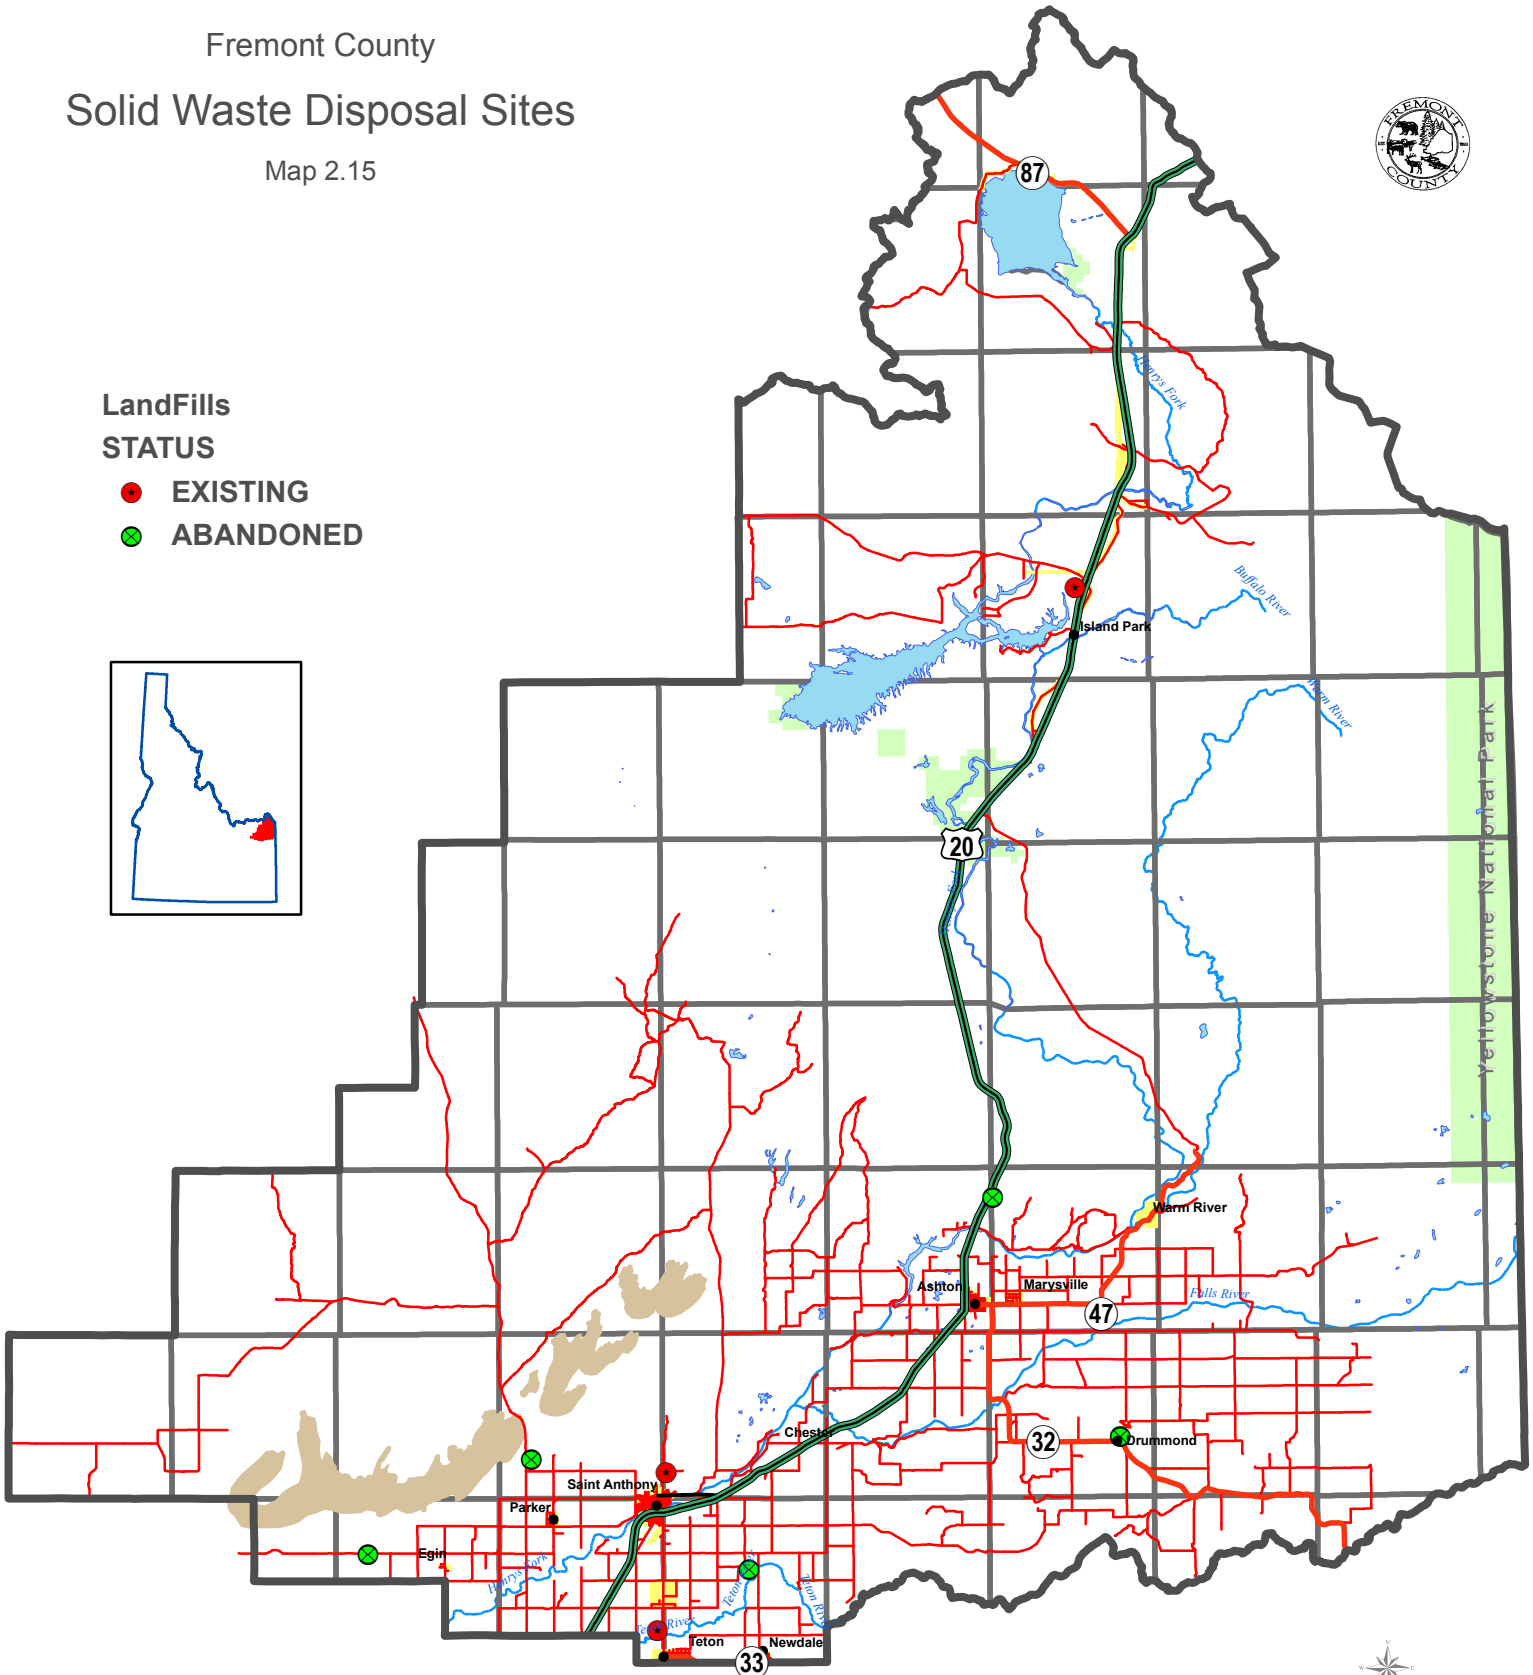 Fremont County
Solid Waste Disposal Sites
Map 2.15
FREMONT
COUNTY
87
LandFills
STATUS
EXISTING
ABANDONED
Henrys Fork
Buffalo River
Island Park
Warm River
Yellowstone National Park
20
Warm River
Ashton
Marysville
Falls River
47
Chester
32
Drummond
Saint Anthony
Parker
Egin
Henrys Fork
Teton River
Teton River
Teton
Newdale
33
N
W
E